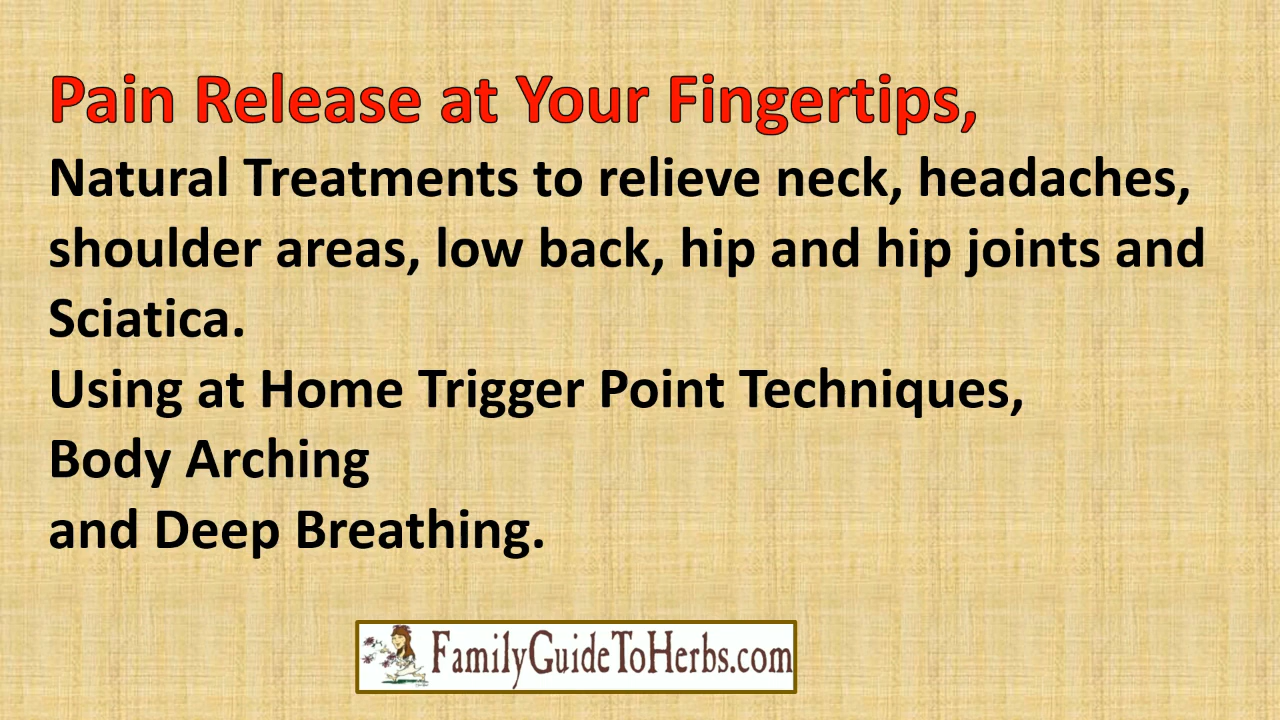 Pain Release at Your Fingertips,
Natural Treatments to relieve neck, headaches,
shoulder areas, low back, hip and hip joints and
Sciatica.
Using at Home Trigger Point Techniques,
Body Arching
and Deep Breathing.
FamilyGuideToHerbs.com